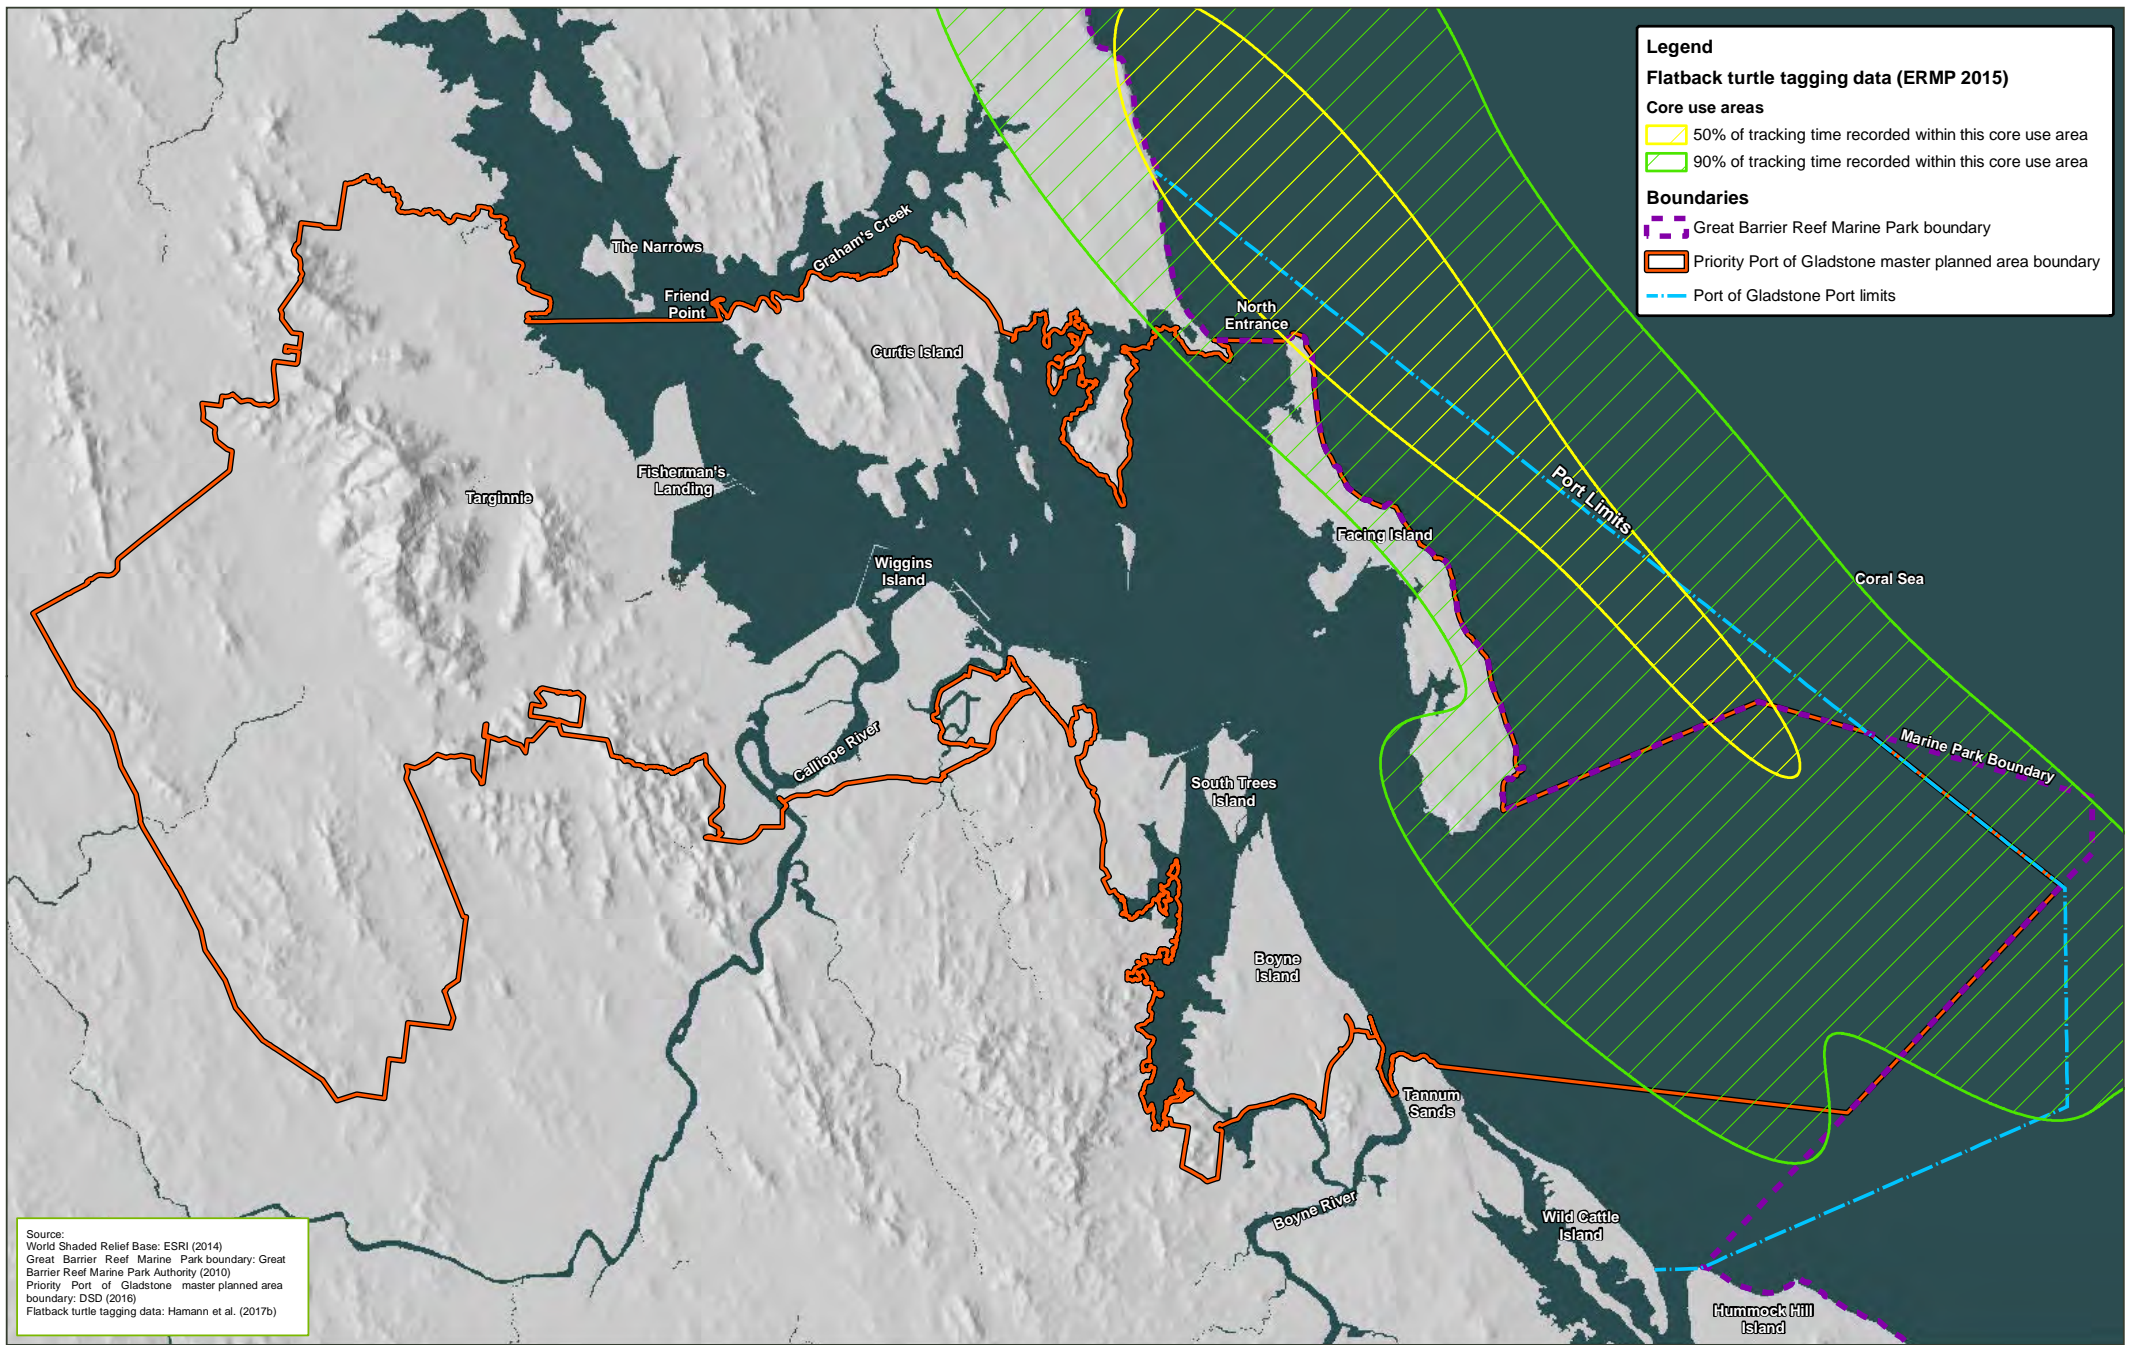 Legend
Flatback turtle tagging data (ERMP 2015)
Core use areas
50% of tracking time recorded within this core use area
90% of tracking time recorded within this core use area
Boundaries
Great Barrier Reef Marine Park boundary
Priority Port of Gladstone master planned area boundary
Port of Gladstone Port limits
The Narrows
Graham's Creek
Friend
Point
North
Entrance
Curtis Island
Fisherman's
Landing
Targinnie
Port Limits
Facing Island
Wiggins
Island
Coral Sea
Calliope River
Marine Park Boundary
South Trees
Island
Boyne
Island
Tannum
Sands
Boyne River
Wild Cattle
Island
Hummock Hill
Island
Source:
World Shaded Relief Base: ESRI (2014)
Great Barrier Reef Marine Park boundary: Great
Barrier Reef Marine Park Authority (2010)
Priority Port of Gladstone master planned area
boundary: DSD (2016)
Flatback turtle tagging data: Hamann et al. (2017b)